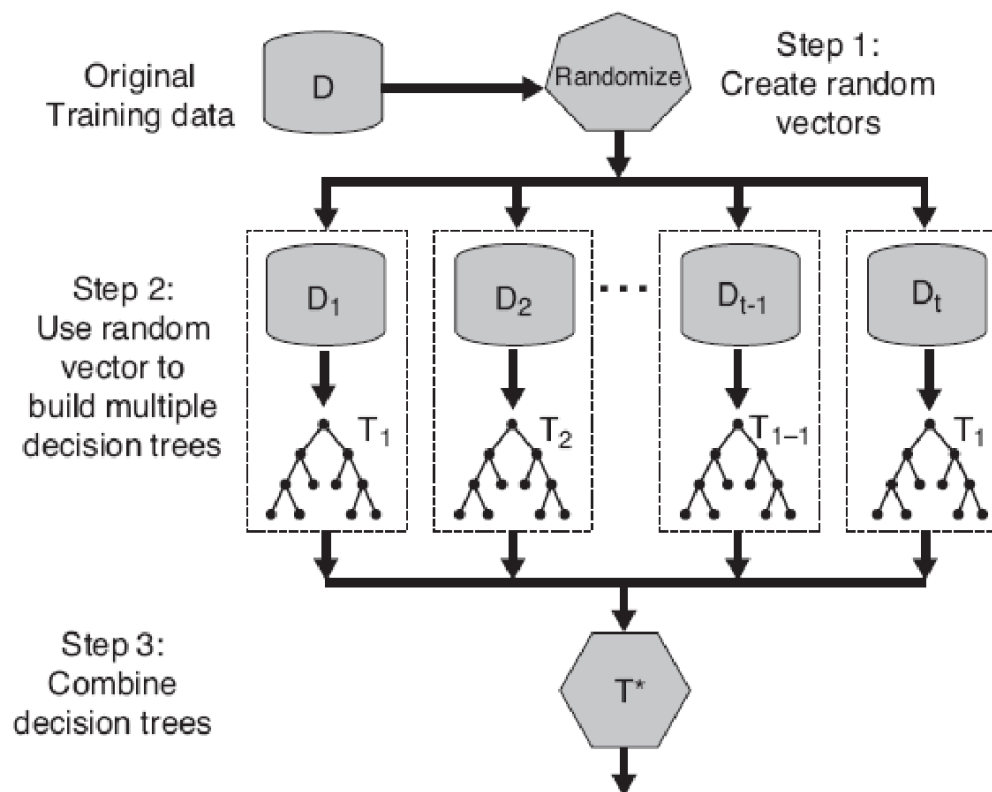 Original
Training data
D
Randomize
Step 1:
Create random
vectors
Step 2:
Use random
vector to
build multiple
decision trees
D1
D2
...
Dt-1
Dt
T1
T2
T1–1
T1
Step 3:
Combine
decision trees
T*